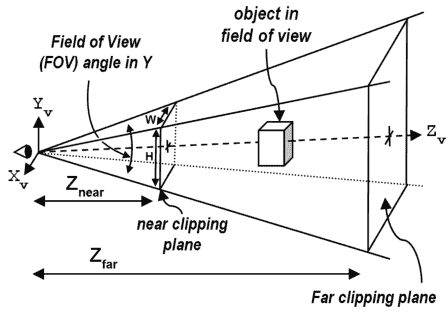 object in
field of view
Field of View
(FOV) angle in Y
W
Yv
H
Zv
Xv
Znear
near clipping
plane
Zfar
Far clipping plane